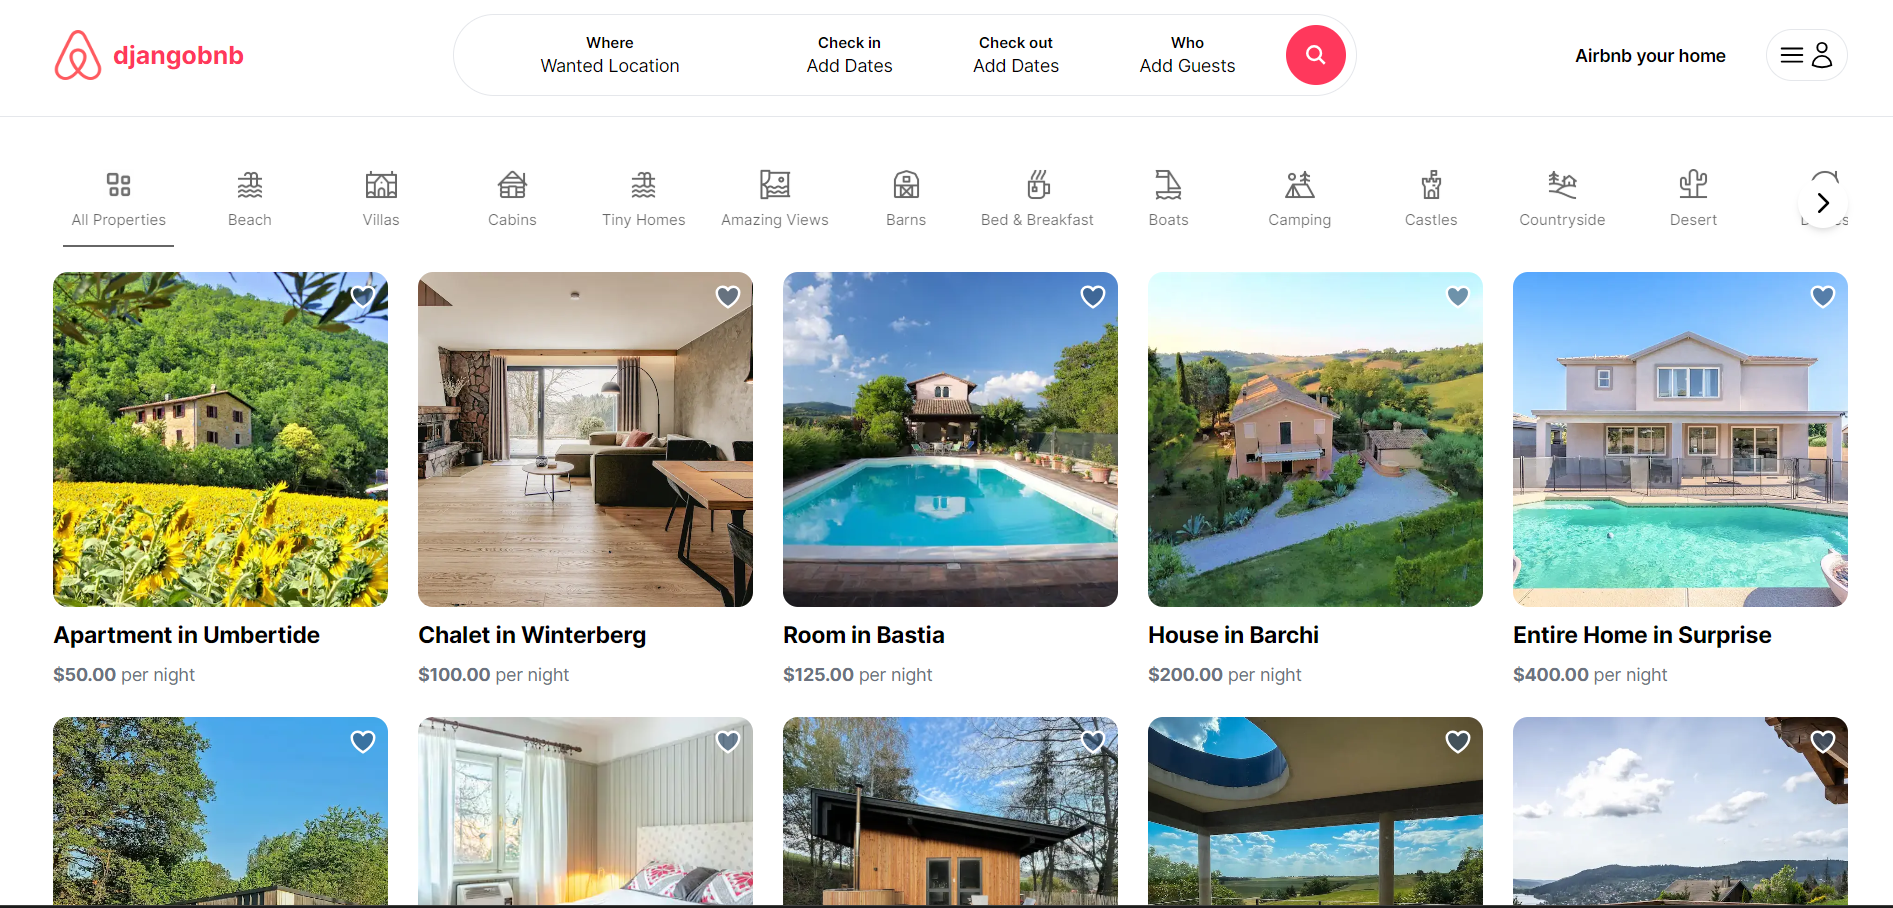 djangobnb
Where
Wanted Location
Check in
Add Dates
Check out
Add Dates
Who
Add Guests
Airbnb your home
All Properties
Beach
Villas
Cabins
Tiny Homes
Amazing Views
Barns
Bed & Breakfast
Boats
Camping
Castles
Countryside
Desert
Apartment in Umbertide
$50.00 per night
Chalet in Winterberg
$100.00 per night
Room in Bastia
$125.00 per night
House in Barchi
$200.00 per night
Entire Home in Surprise
$400.00 per night